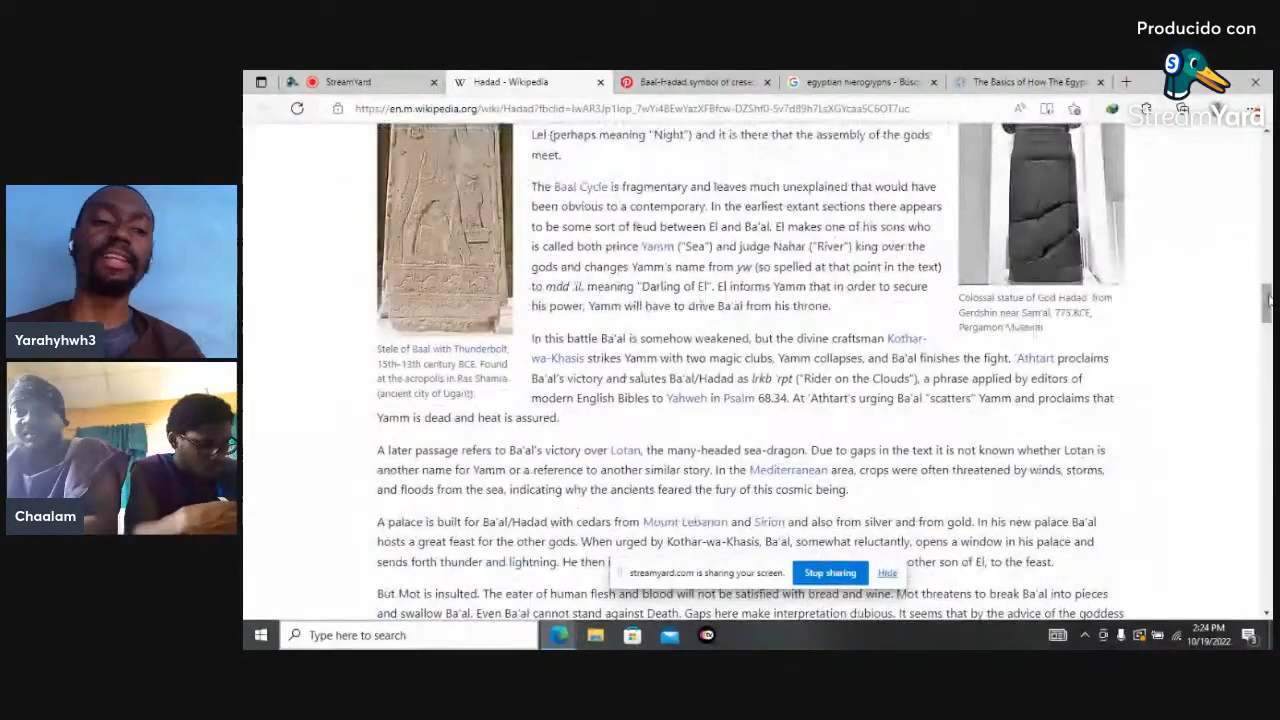 Producido con
StreamYard
StreamYard
Hadad - Wikipedia
Baal-Hadad symbol of crese
The Basics of How The Egyp
Lel (perhaps meaning "Night") and it is there that the assembly of the gods
meet.
The Baal Cycle is fragmentary and leaves much unexplained that would have
been obvious to a contemporary. In the earliest extant sections there appears
to be some sort of feud between El and Ba'al. El makes one of his sons who
is called both prince Yamm ("Sea") and judge Nahar ("River") king over the
gods and changes Yamm's name from yw (so spelled at that point in the text)
to mdd 'il, meaning "Darling of El". El informs Yamm that in order to secure
his power, Yamm will have to drive Ba'al from his throne.
Colossal statue of God Hadad from
Gerdshin near Sam'al, 775 BCE,
Pergamon Museum
Stele of Baal with Thunderbolt,
15th-13th century BCE. Found
at the acropolis in Ras Shamra
(ancient city of Ugarit).
In this battle Ba'al is somehow weakened, but the divine craftsman Kothar-
wa-Khasis strikes Yamm with two magic clubs, Yamm collapses, and Ba'al finishes the fight. 'Athtart proclaims
Ba'al's victory and salutes Ba'al/Hadad as lrkb 'rpt ("Rider on the Clouds"), a phrase applied by editors of
modern English Bibles to Yahweh in Psalm 68.34. At 'Athtart's urging Ba'al "scatters" Yamm and proclaims that
Yamm is dead and heat is assured.
A later passage refers to Ba'al's victory over Lotan, the many-headed sea-dragon. Due to gaps in the text it is not known whether Lotan is
another name for Yamm or a reference to another similar story. In the Mediterranean area, crops were often threatened by winds, storms,
and floods from the sea, indicating why the ancients feared the fury of this cosmic being.
A palace is built for Ba'al/Hadad with cedars from Mount Lebanon and Sirion and also from silver and from gold. In his new palace Ba'al
hosts a great feast for the other gods. When urged by Kothar-wa-Khasis, Ba'al, somewhat reluctantly, opens a window in his palace and
sends forth thunder and lightning. He then i
other son of El, to the feast.
streamyard.com is sharing your screen.
Stop sharing
Hide
But Mot is insulted. The eater of human flesh and blood will not be satisfied with bread and wine. Mot threatens to break Ba'al into pieces
and swallow Ba'al. Even Ba'al cannot stand against Death. Gaps here make interpretation dubious. It seems that by the advice of the goddess
Yarahyhwh3
Chaalam
Type here to search
2:24 PM
10/19/2022